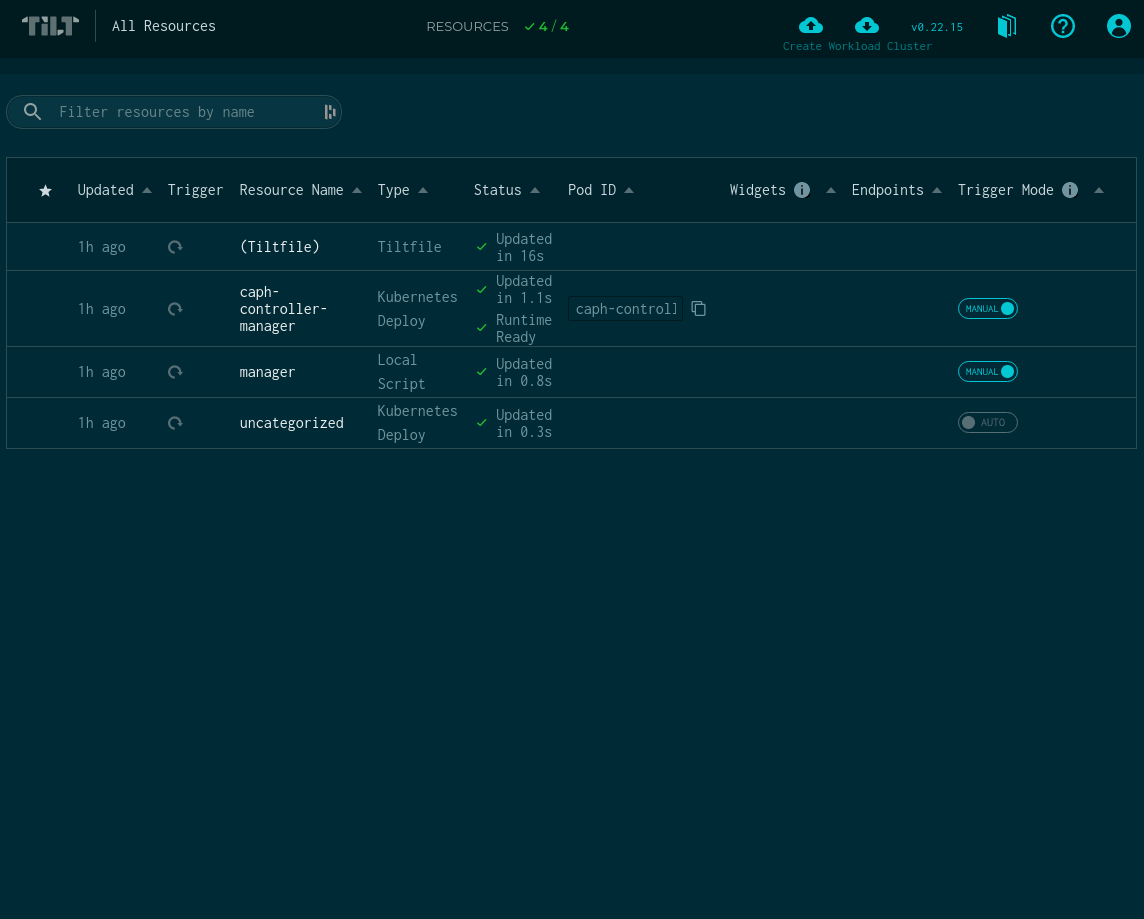 TiLT
All Resources
RESOURCES 4 / 4
v0.22.15
Create Workload Cluster
Filter resources by name
Updated Trigger Resource Name Type Status Pod ID Widgets Endpoints Trigger Mode
1h ago (Tiltfile) Tiltfile Updated in 16s
1h ago caph-controller-manager Kubernetes Deploy Updated in 1.1s Runtime Ready caph-controll MANUAL
1h ago manager Local Script Updated in 0.8s MANUAL
1h ago uncategorized Kubernetes Deploy Updated in 0.3s AUTO